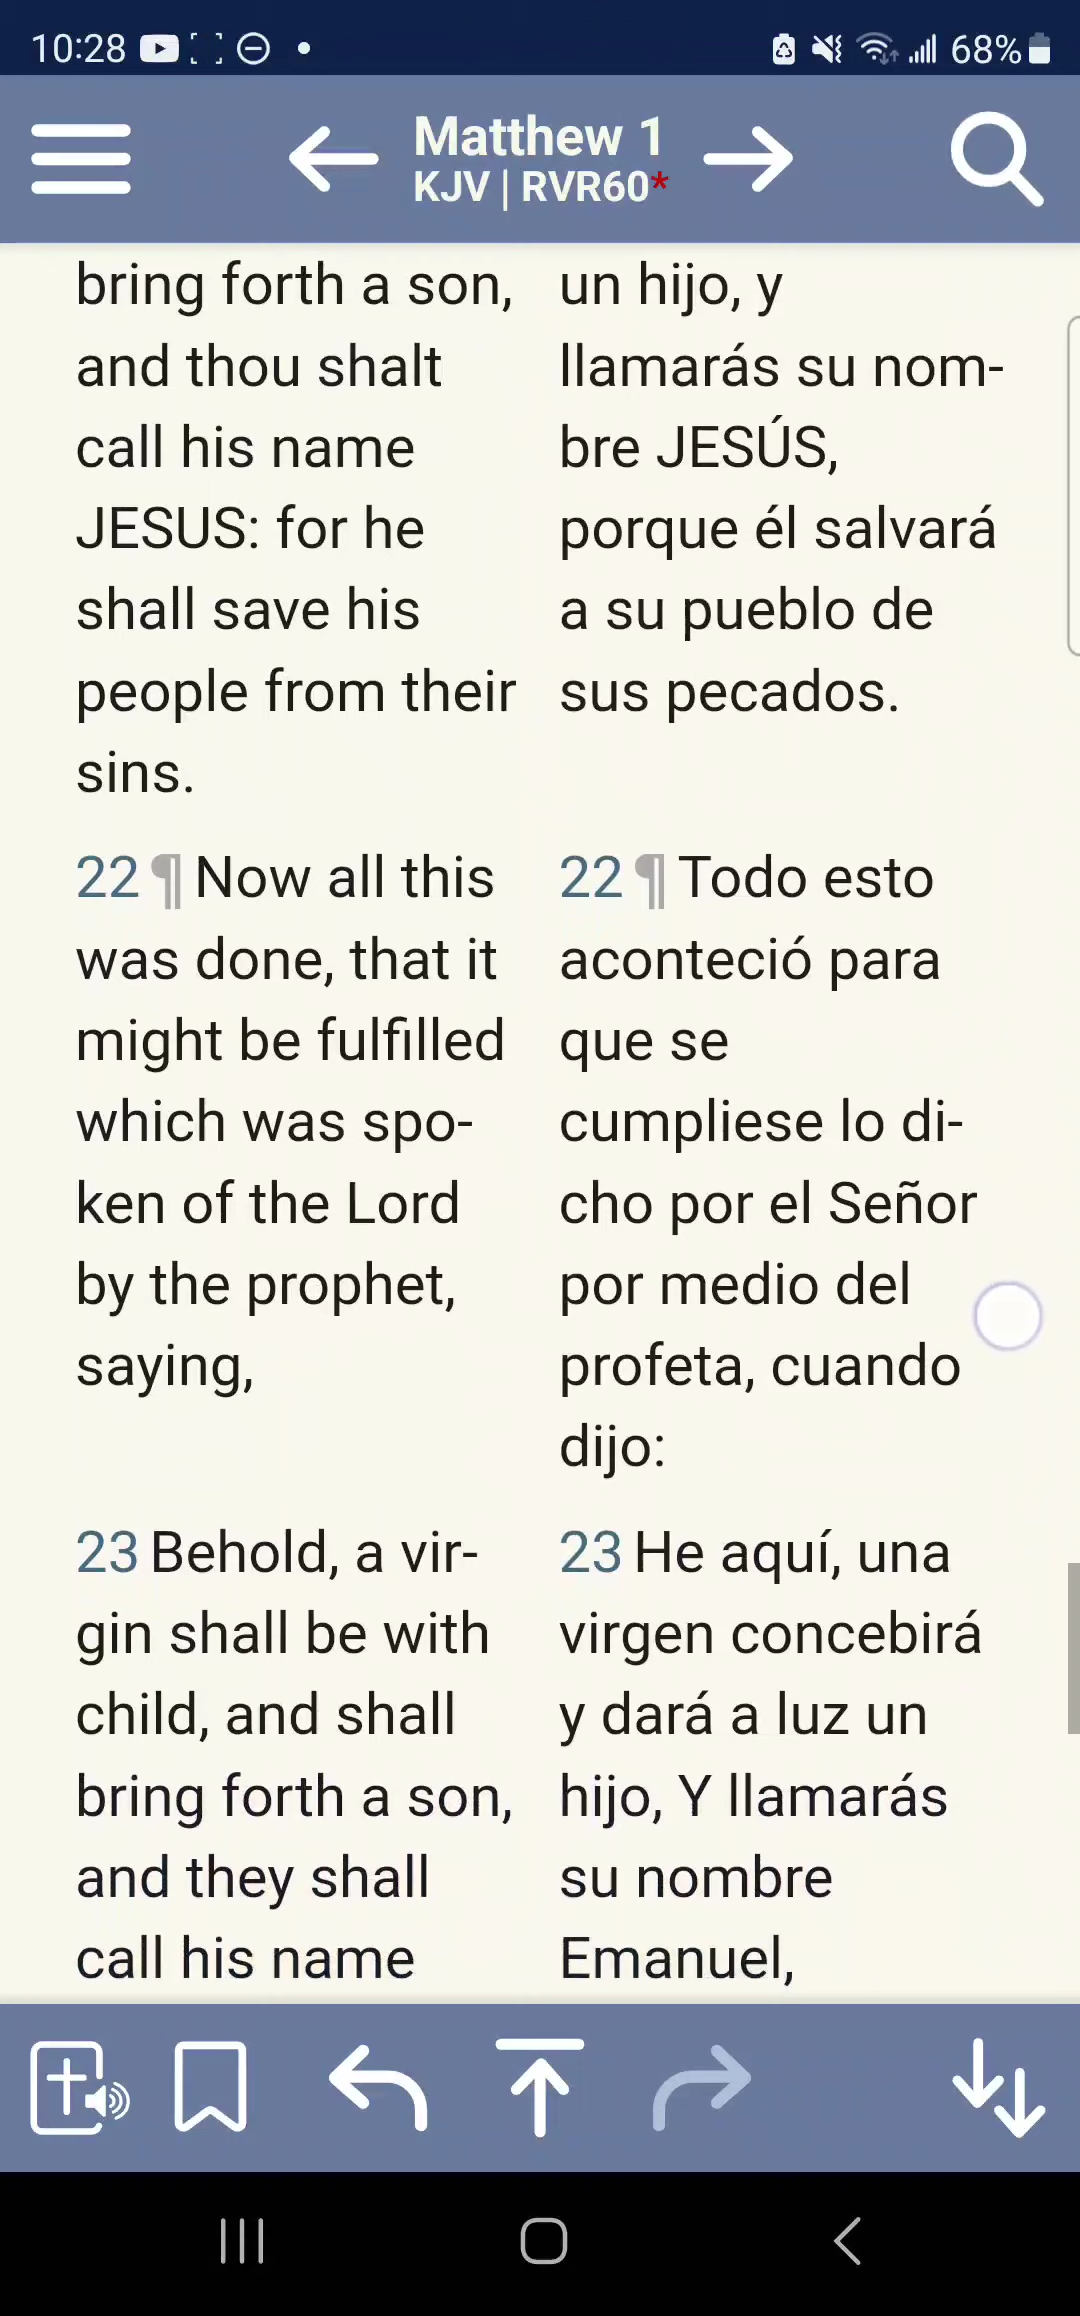 10:28
68%
Matthew 1
KJV | RVR60*
bring forth a son,
and thou shalt
call his name
JESUS: for he
shall save his
people from their
sins.
22 ¶ Now all this
was done, that it
might be fulfilled
which was spo-
ken of the Lord
by the prophet,
saying,
23 Behold, a vir-
gin shall be with
child, and shall
bring forth a son,
and they shall
call his name
un hijo, y
llamarás su nom-
bre JESÚS,
porque él salvará
a su pueblo de
sus pecados.
22 ¶ Todo esto
aconteció para
que se
cumpliese lo di-
cho por el Señor
por medio del
profeta, cuando
dijo:
23 He aquí, una
virgen concebirá
y dará a luz un
hijo, Y llamarás
su nombre
Emanuel,